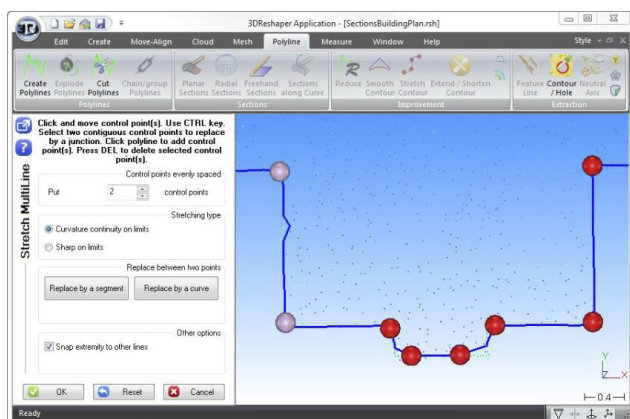 3DReshaper Application - [SectionsBuildingPlan.rsh]
3D
Edit Create Move-Align Cloud Mesh Polyline Measure Window Help Style
Create Polylines
Explode Polylines
Cut Polylines
Chain/group Polylines
Planar Sections
Radial Sections
Freehand Sections
Sections along Curve
Reduce
Smooth Contour
Stretch Contour
Extend / Shorten Contour
Feature Line
Contour / Hole
Neutral Axis
Polylines Sections Improvement Extraction
Stretch MultiLine
Click and move control point(s). Use CTRL key.
Select two contiguous control points to replace
by a junction. Click polyline to add control
point(s). Press DEL to delete selected control
point(s).
Control points evenly spaced
Put 2 control points
Stretching type
Curvature continuity on limits
Sharp on limits
Replace between two points
Replace by a segment Replace by a curve
Other options
Snap extremity to other lines
OK Reset Cancel
Y
Z X
0.4
Ready